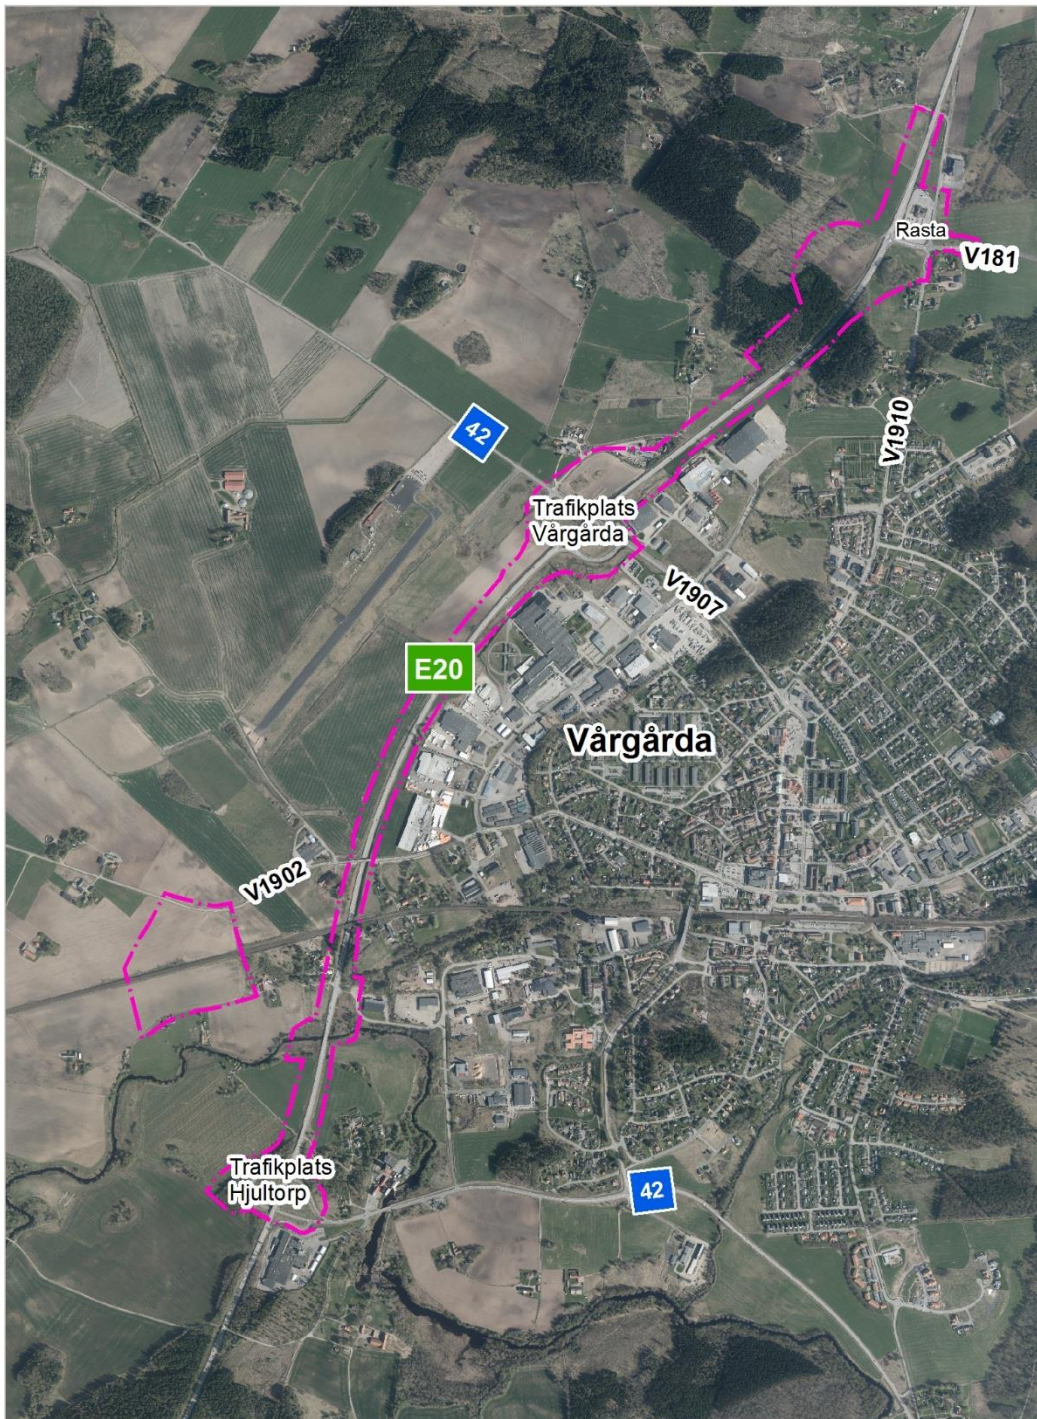 Rasta
V181
42
V1910
Trafikplats
Vårgårda
V1907
E20
Vårgårda
V1902
Trafikplats
Hjultorp
42